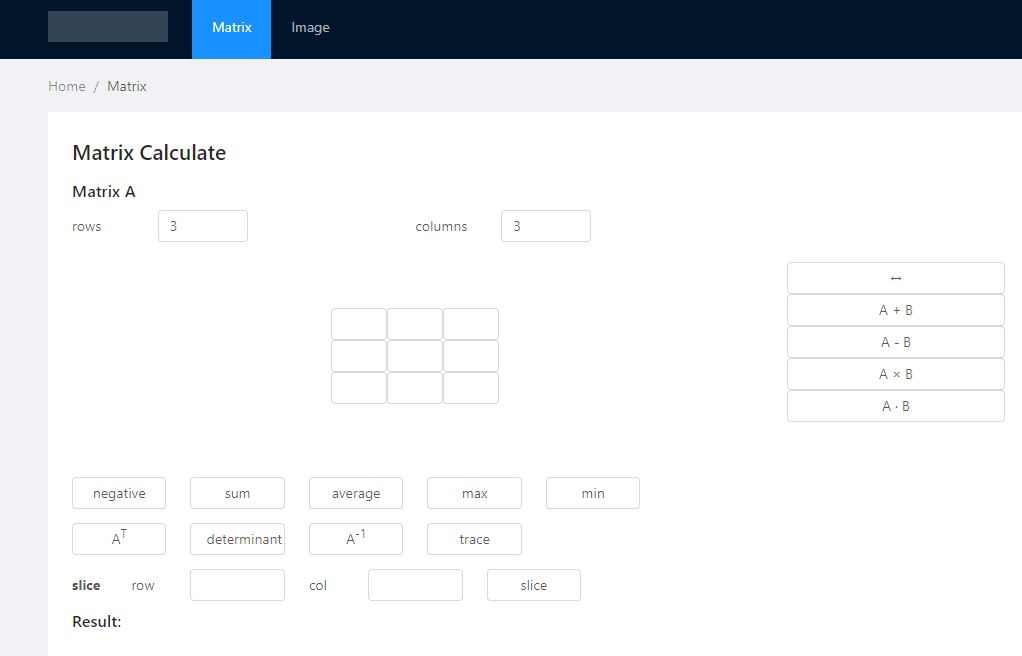 Matrix Image
Home / Matrix
Matrix Calculate
Matrix A
rows 3 columns 3
↔
A + B
A - B
A × B
A · B
negative sum average max min
Aᵀ determinant A⁻¹ trace
slice row col slice
Result: